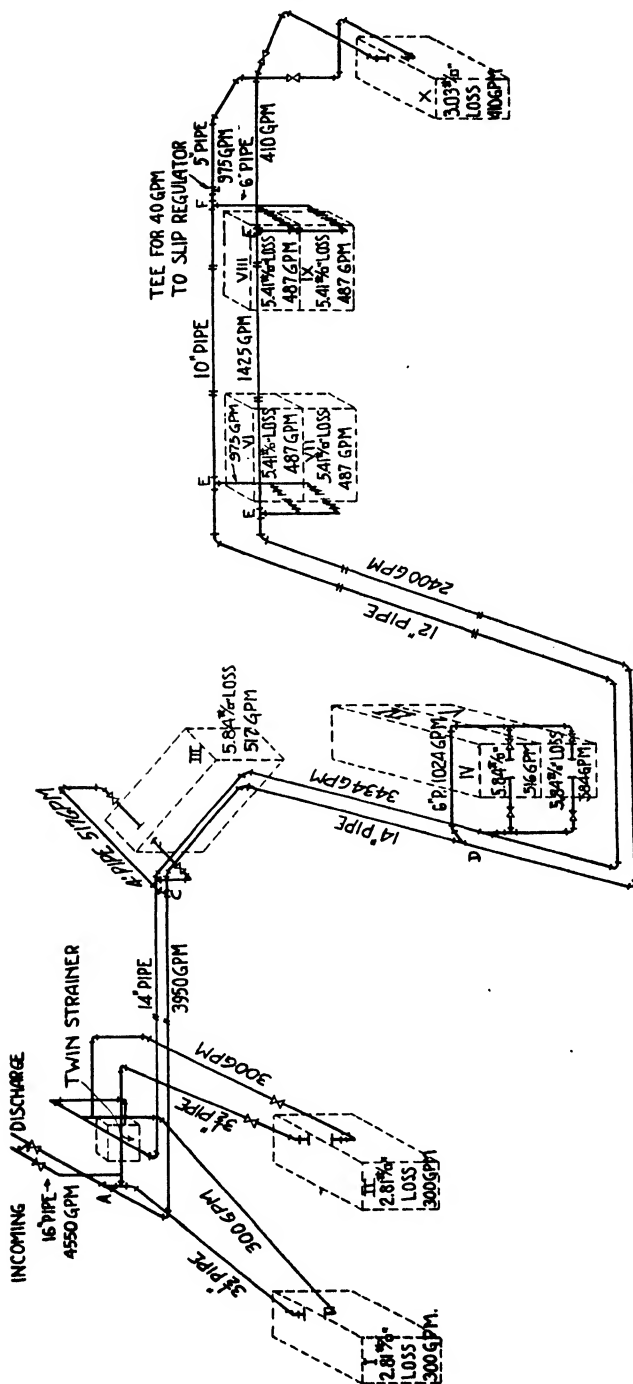 INCOMING
DISCHARGE
16" PIPE→
4550 GPM
A
TWIN STRAINER
14" PIPE
3950 GPM
300 GPM
3½" PIPE
300 GPM
3½" PIPE
I
2.81 #/□"
LOSS
300 GPM.
II
2.81 #/□"
LOSS
300 GPM
4" PIPE 517 GPM
C
III
5.84 #/□" LOSS
517 GPM
3434 GPM
14" PIPE
D
6" P. 1024 GPM
IV
5.84 #/□"
516 GPM
5.84 #/□" LOSS
584 GPM.
12" PIPE
2400 GPM
E
E
975 GPM
VI
5.41 #/□" LOSS
487 GPM
VII
5.41 #/□" LOSS
487 GPM
10" PIPE
1425 GPM
TEE FOR 40 GPM
TO SLIP REGULATOR
F
VIII
5.41 #/□" LOSS
487 GPM
IX
5.41 #/□" LOSS
487 GPM
5" PIPE
975 GPM
6" PIPE
410 GPM
X
3.03 #/□"
LOSS
410 GPM